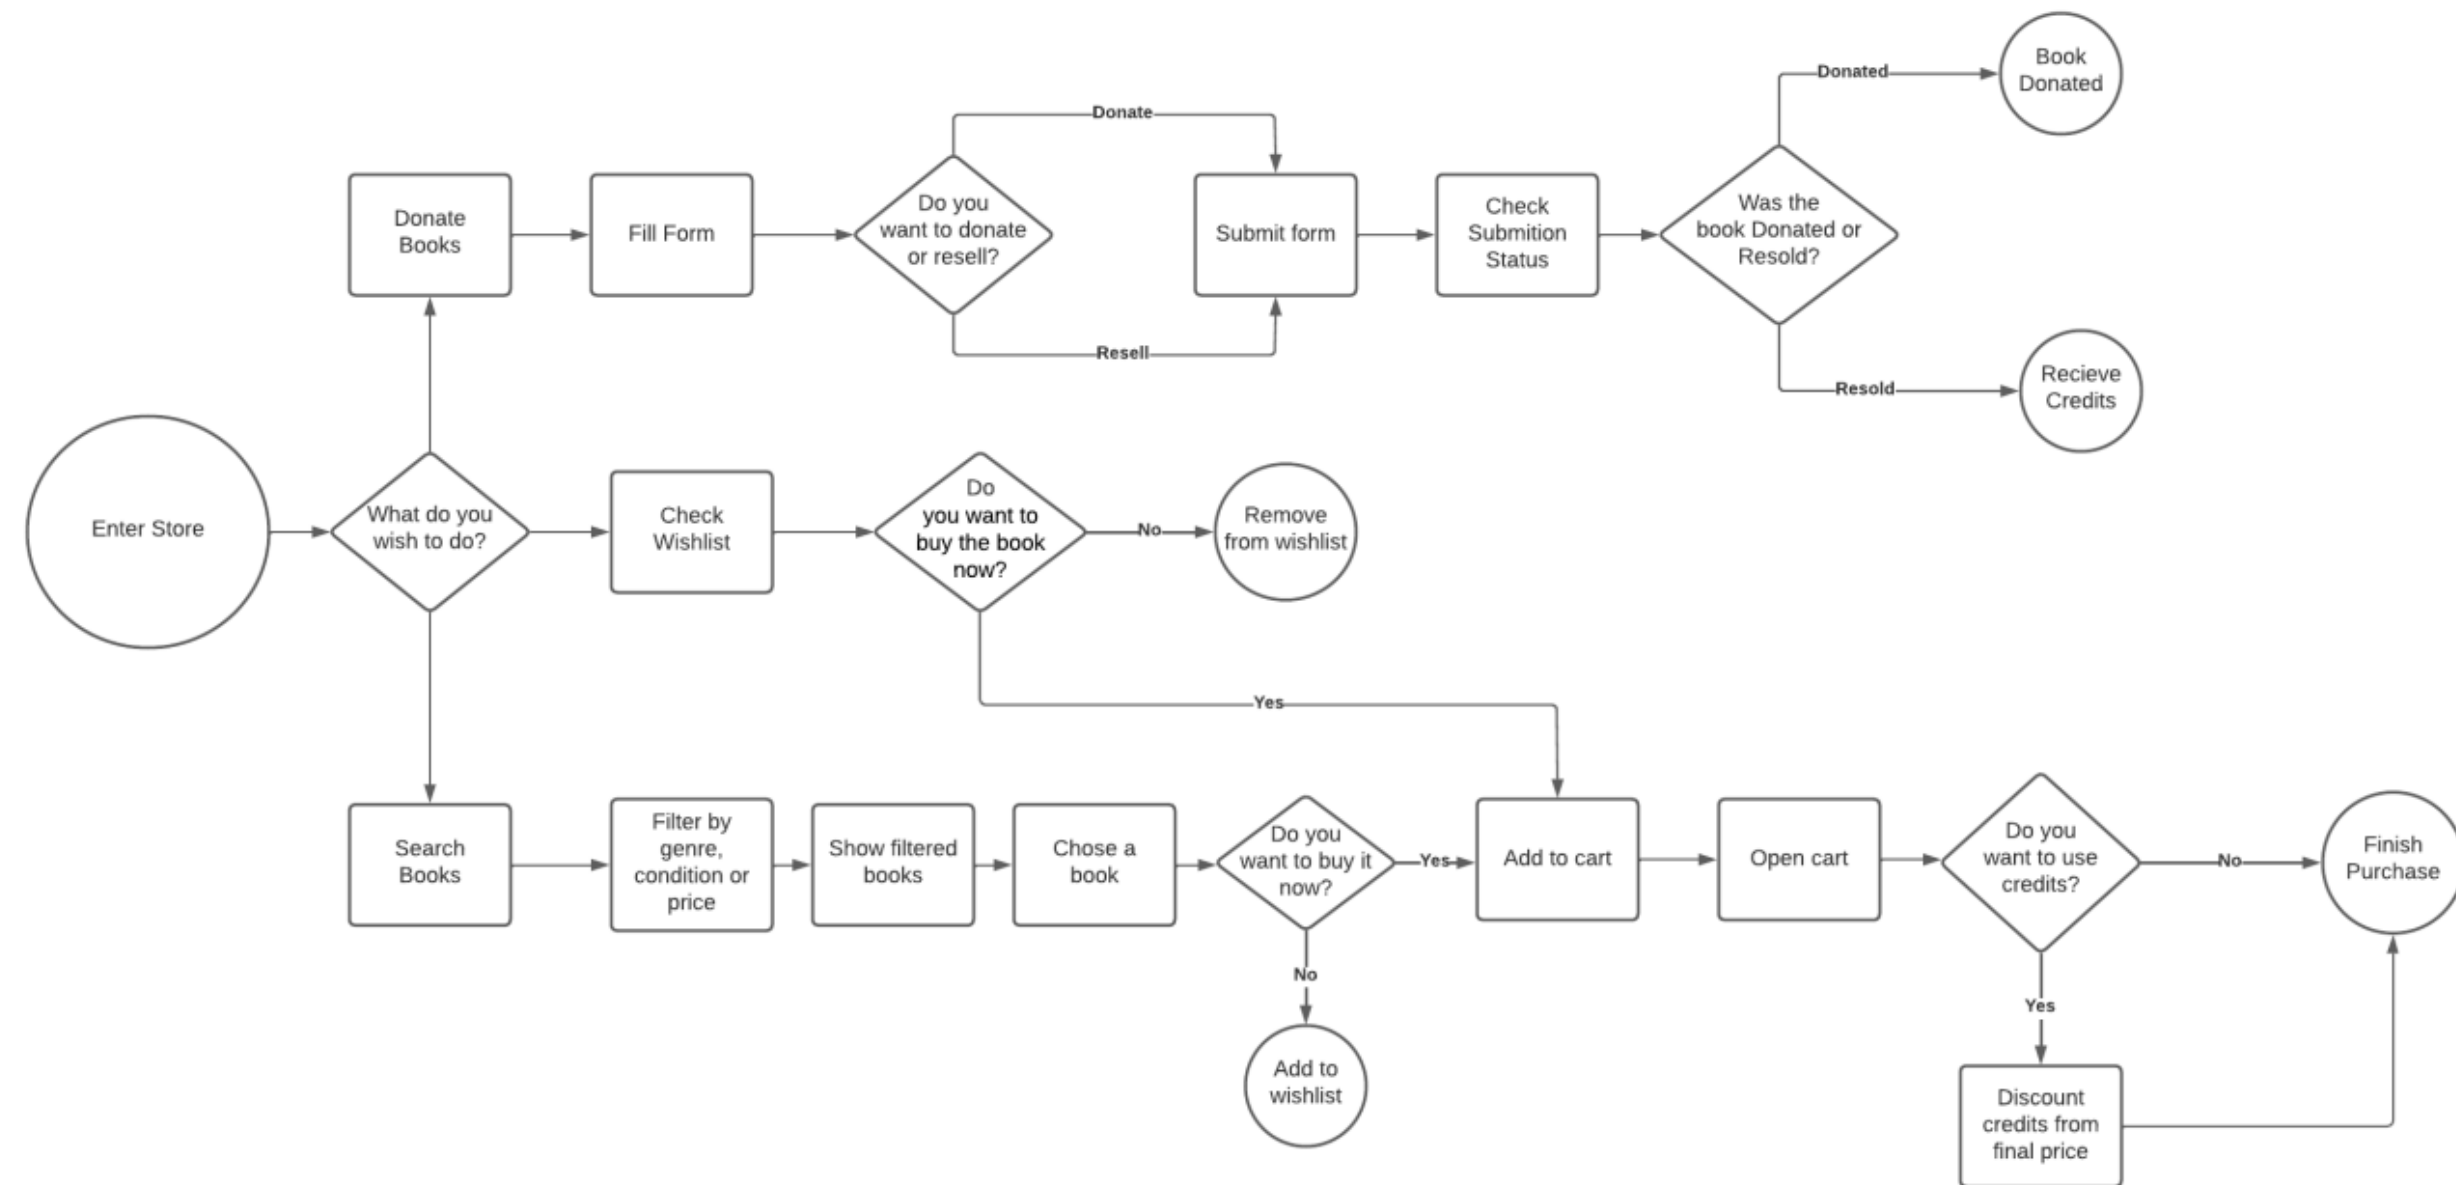 Book
Donated
Donated
Donate
Donate
Books
Fill Form
Do you
want to donate
or resell?
Submit form
Check
Submition
Status
Was the
book Donated or
Resold?
Resell
Resold
Recieve
Credits
Enter Store
What do you
wish to do?
Check
Wishlist
Do
you want to
buy the book
now?
No
Remove
from wishlist
Yes
Search
Books
Filter by
genre,
condition or
price
Show filtered
books
Chose a
book
Do you
want to buy it
now?
Yes
Add to cart
Open cart
Do you
want to use
credits?
No
Finish
Purchase
No
Yes
Add to
wishlist
Discount
credits from
final price